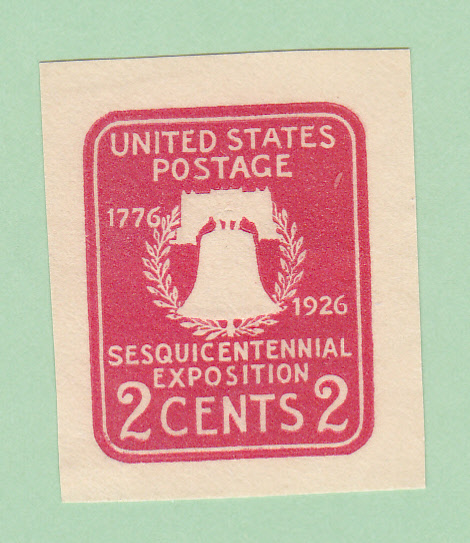 UNITED STATES
POSTAGE
1776
1926
SESQUICENTENNIAL
EXPOSITION
2 CENTS 2